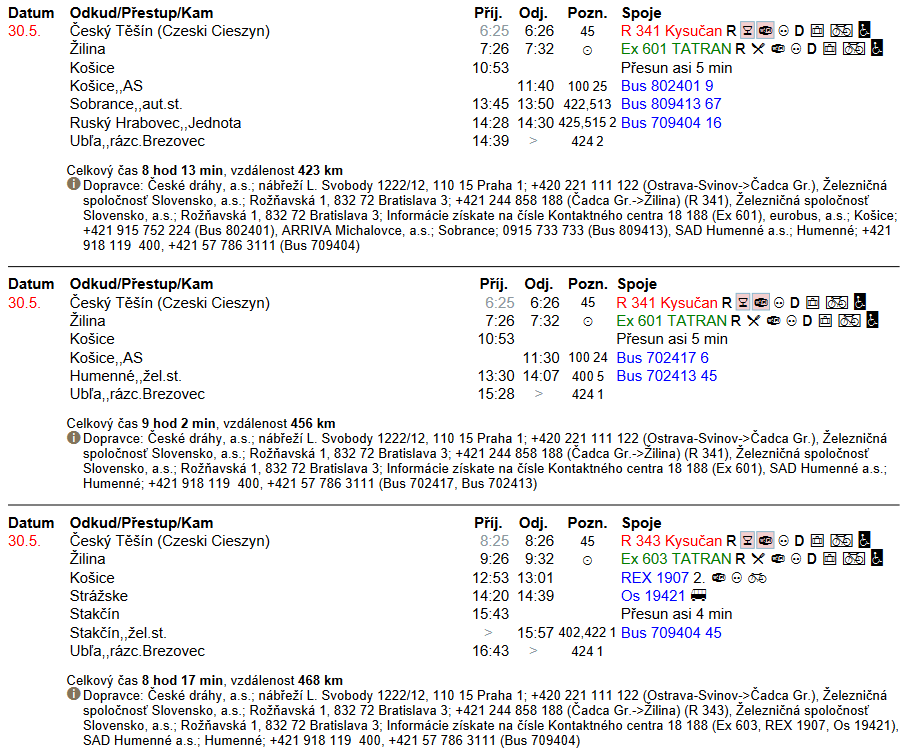 Datum Odkud/Přestup/Kam Příj. Odj. Pozn. Spoje
30.5. Český Těšín (Czeski Cieszyn) 6:25 6:26 45 R 341 Kysučan R D
Žilina 7:26 7:32 Ex 601 TATRAN R D
Košice 10:53 Přesun asi 5 min
Košice,,AS 11:40 100 25 Bus 802401 9
Sobrance,,aut.st. 13:45 13:50 422,513 Bus 809413 67
Ruský Hrabovec,,Jednota 14:28 14:30 425,515 2 Bus 709404 16
Ubľa,,rázc.Brezovec 14:39 > 424 2
Celkový čas 8 hod 13 min, vzdálenost 423 km
Dopravce: České dráhy, a.s.; nábřeží L. Svobody 1222/12, 110 15 Praha 1; +420 221 111 122 (Ostrava-Svinov->Čadca Gr.), Železničná
spoločnosť Slovensko, a.s.; Rožňavská 1, 832 72 Bratislava 3; +421 244 858 188 (Čadca Gr.->Žilina) (R 341), Železničná spoločnosť
Slovensko, a.s.; Rožňavská 1, 832 72 Bratislava 3; Informácie získate na čísle Kontaktného centra 18 188 (Ex 601), eurobus, a.s.; Košice;
+421 915 752 224 (Bus 802401), ARRIVA Michalovce, a.s.; Sobrance; 0915 733 733 (Bus 809413), SAD Humenné a.s.; Humenné; +421
918 119 400, +421 57 786 3111 (Bus 709404)
Datum Odkud/Přestup/Kam Příj. Odj. Pozn. Spoje
30.5. Český Těšín (Czeski Cieszyn) 6:25 6:26 45 R 341 Kysučan R D
Žilina 7:26 7:32 Ex 601 TATRAN R D
Košice 10:53 Přesun asi 5 min
Košice,,AS 11:30 100 24 Bus 702417 6
Humenné,,žel.st. 13:30 14:07 400 5 Bus 702413 45
Ubľa,,rázc.Brezovec 15:28 > 424 1
Celkový čas 9 hod 2 min, vzdálenost 456 km
Dopravce: České dráhy, a.s.; nábřeží L. Svobody 1222/12, 110 15 Praha 1; +420 221 111 122 (Ostrava-Svinov->Čadca Gr.), Železničná
spoločnosť Slovensko, a.s.; Rožňavská 1, 832 72 Bratislava 3; +421 244 858 188 (Čadca Gr.->Žilina) (R 341), Železničná spoločnosť
Slovensko, a.s.; Rožňavská 1, 832 72 Bratislava 3; Informácie získate na čísle Kontaktného centra 18 188 (Ex 601), SAD Humenné a.s.;
Humenné; +421 918 119 400, +421 57 786 3111 (Bus 702417, Bus 702413)
Datum Odkud/Přestup/Kam Příj. Odj. Pozn. Spoje
30.5. Český Těšín (Czeski Cieszyn) 8:25 8:26 45 R 343 Kysučan R D
Žilina 9:26 9:32 Ex 603 TATRAN R D
Košice 12:53 13:01 REX 1907 2.
Strážske 14:20 14:39 Os 19421
Stakčín 15:43 Přesun asi 4 min
Stakčín,,žel.st. > 15:57 402,422 1 Bus 709404 45
Ubľa,,rázc.Brezovec 16:43 > 424 1
Celkový čas 8 hod 17 min, vzdálenost 468 km
Dopravce: České dráhy, a.s.; nábřeží L. Svobody 1222/12, 110 15 Praha 1; +420 221 111 122 (Ostrava-Svinov->Čadca Gr.), Železničná
spoločnosť Slovensko, a.s.; Rožňavská 1, 832 72 Bratislava 3; +421 244 858 188 (Čadca Gr.->Žilina) (R 343), Železničná spoločnosť
Slovensko, a.s.; Rožňavská 1, 832 72 Bratislava 3; Informácie získate na čísle Kontaktného centra 18 188 (Ex 603, REX 1907, Os 19421),
SAD Humenné a.s.; Humenné; +421 918 119 400, +421 57 786 3111 (Bus 709404)